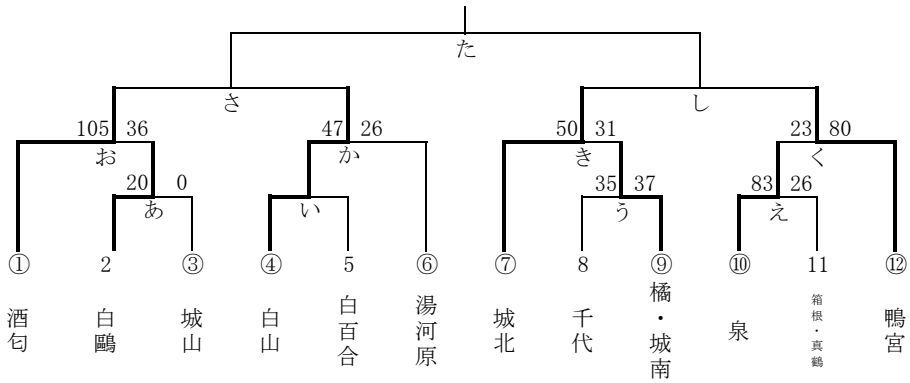 た
さ し
105 36 47 26 50 31 23 80
お か き く
20 0 35 37 83 26
あ い う え
① 2 ③ ④ 5 ⑥ ⑦ 8 ⑨ ⑩ 11 ⑫
酒匂
白鷗
城山
白山
白百合
湯河原
城北
千代
橘・城南
泉
箱根・真鶴
鴨宮